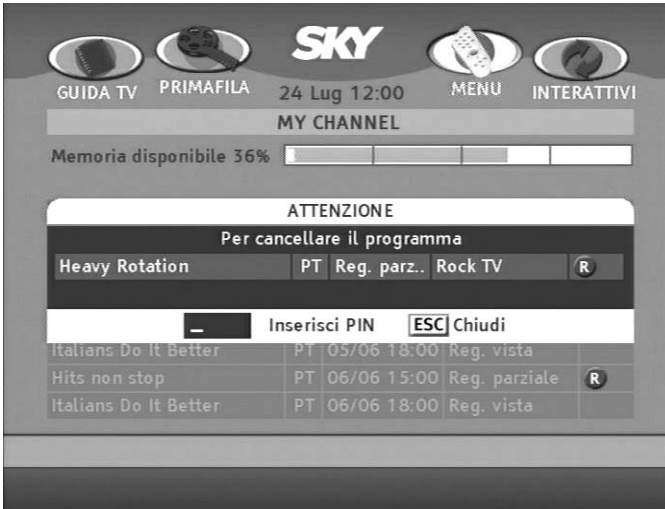 SKY
GUIDA TV PRIMAFILA 24 Lug 12:00 MENU INTERATTIVI
MY CHANNEL
Memoria disponibile 36%
ATTENZIONE
Per cancellare il programma
Heavy Rotation PT Reg. parz.. Rock TV R
_ Inserisci PIN ESC Chiudi
Italians Do It Better PT 05/06 18:00 Reg. vista
Hits non stop PT 06/06 15:00 Reg. parziale R
Italians Do It Better PT 06/06 18:00 Reg. vista